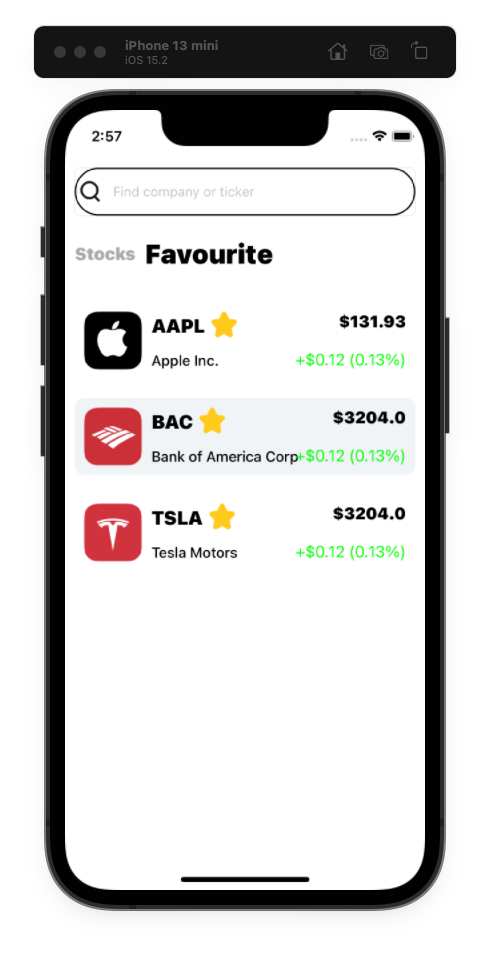 iPhone 13 mini
iOS 15.2
2:57
Find company or ticker
Stocks Favourite
AAPL $131.93
Apple Inc. +$0.12 (0.13%)
BAC $3204.0
Bank of America Corp +$0.12 (0.13%)
TSLA $3204.0
Tesla Motors +$0.12 (0.13%)